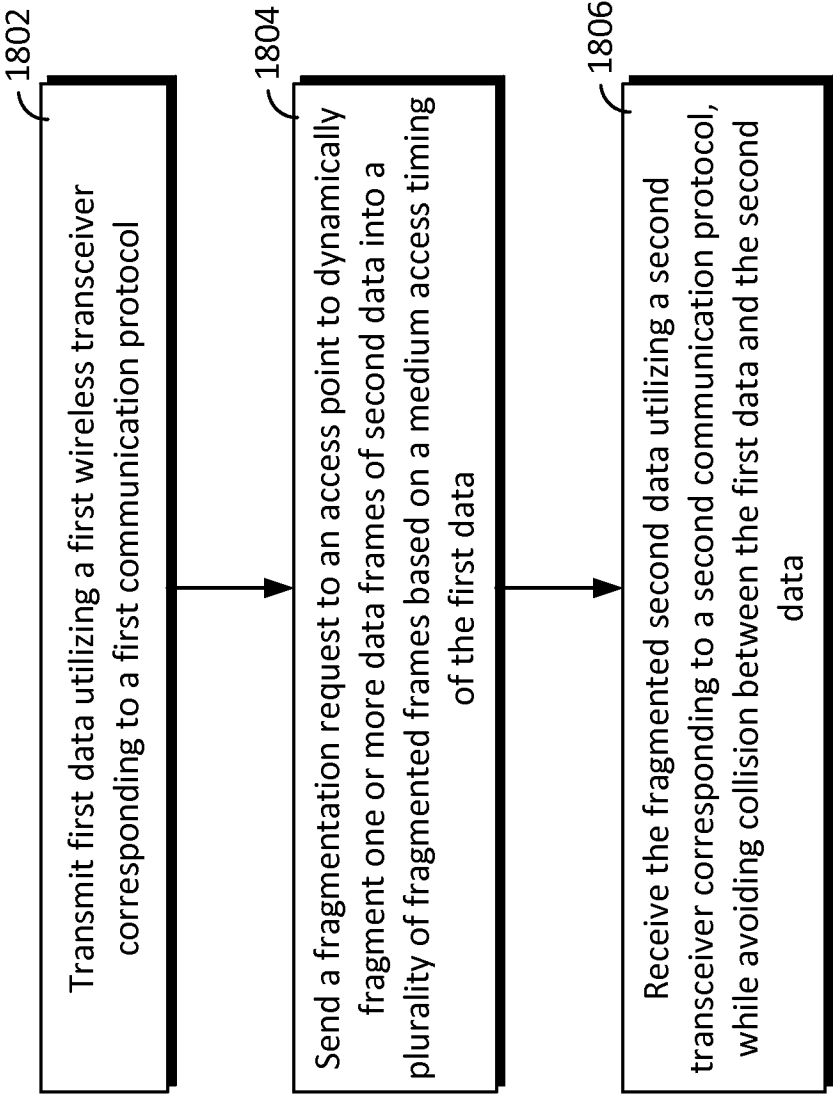 1802
Transmit first data utilizing a first wireless transceiver
corresponding to a first communication protocol
1804
Send a fragmentation request to an access point to dynamically
fragment one or more data frames of second data into a
plurality of fragmented frames based on a medium access timing
of the first data
1806
Receive the fragmented second data utilizing a second
transceiver corresponding to a second communication protocol,
while avoiding collision between the first data and the second
data